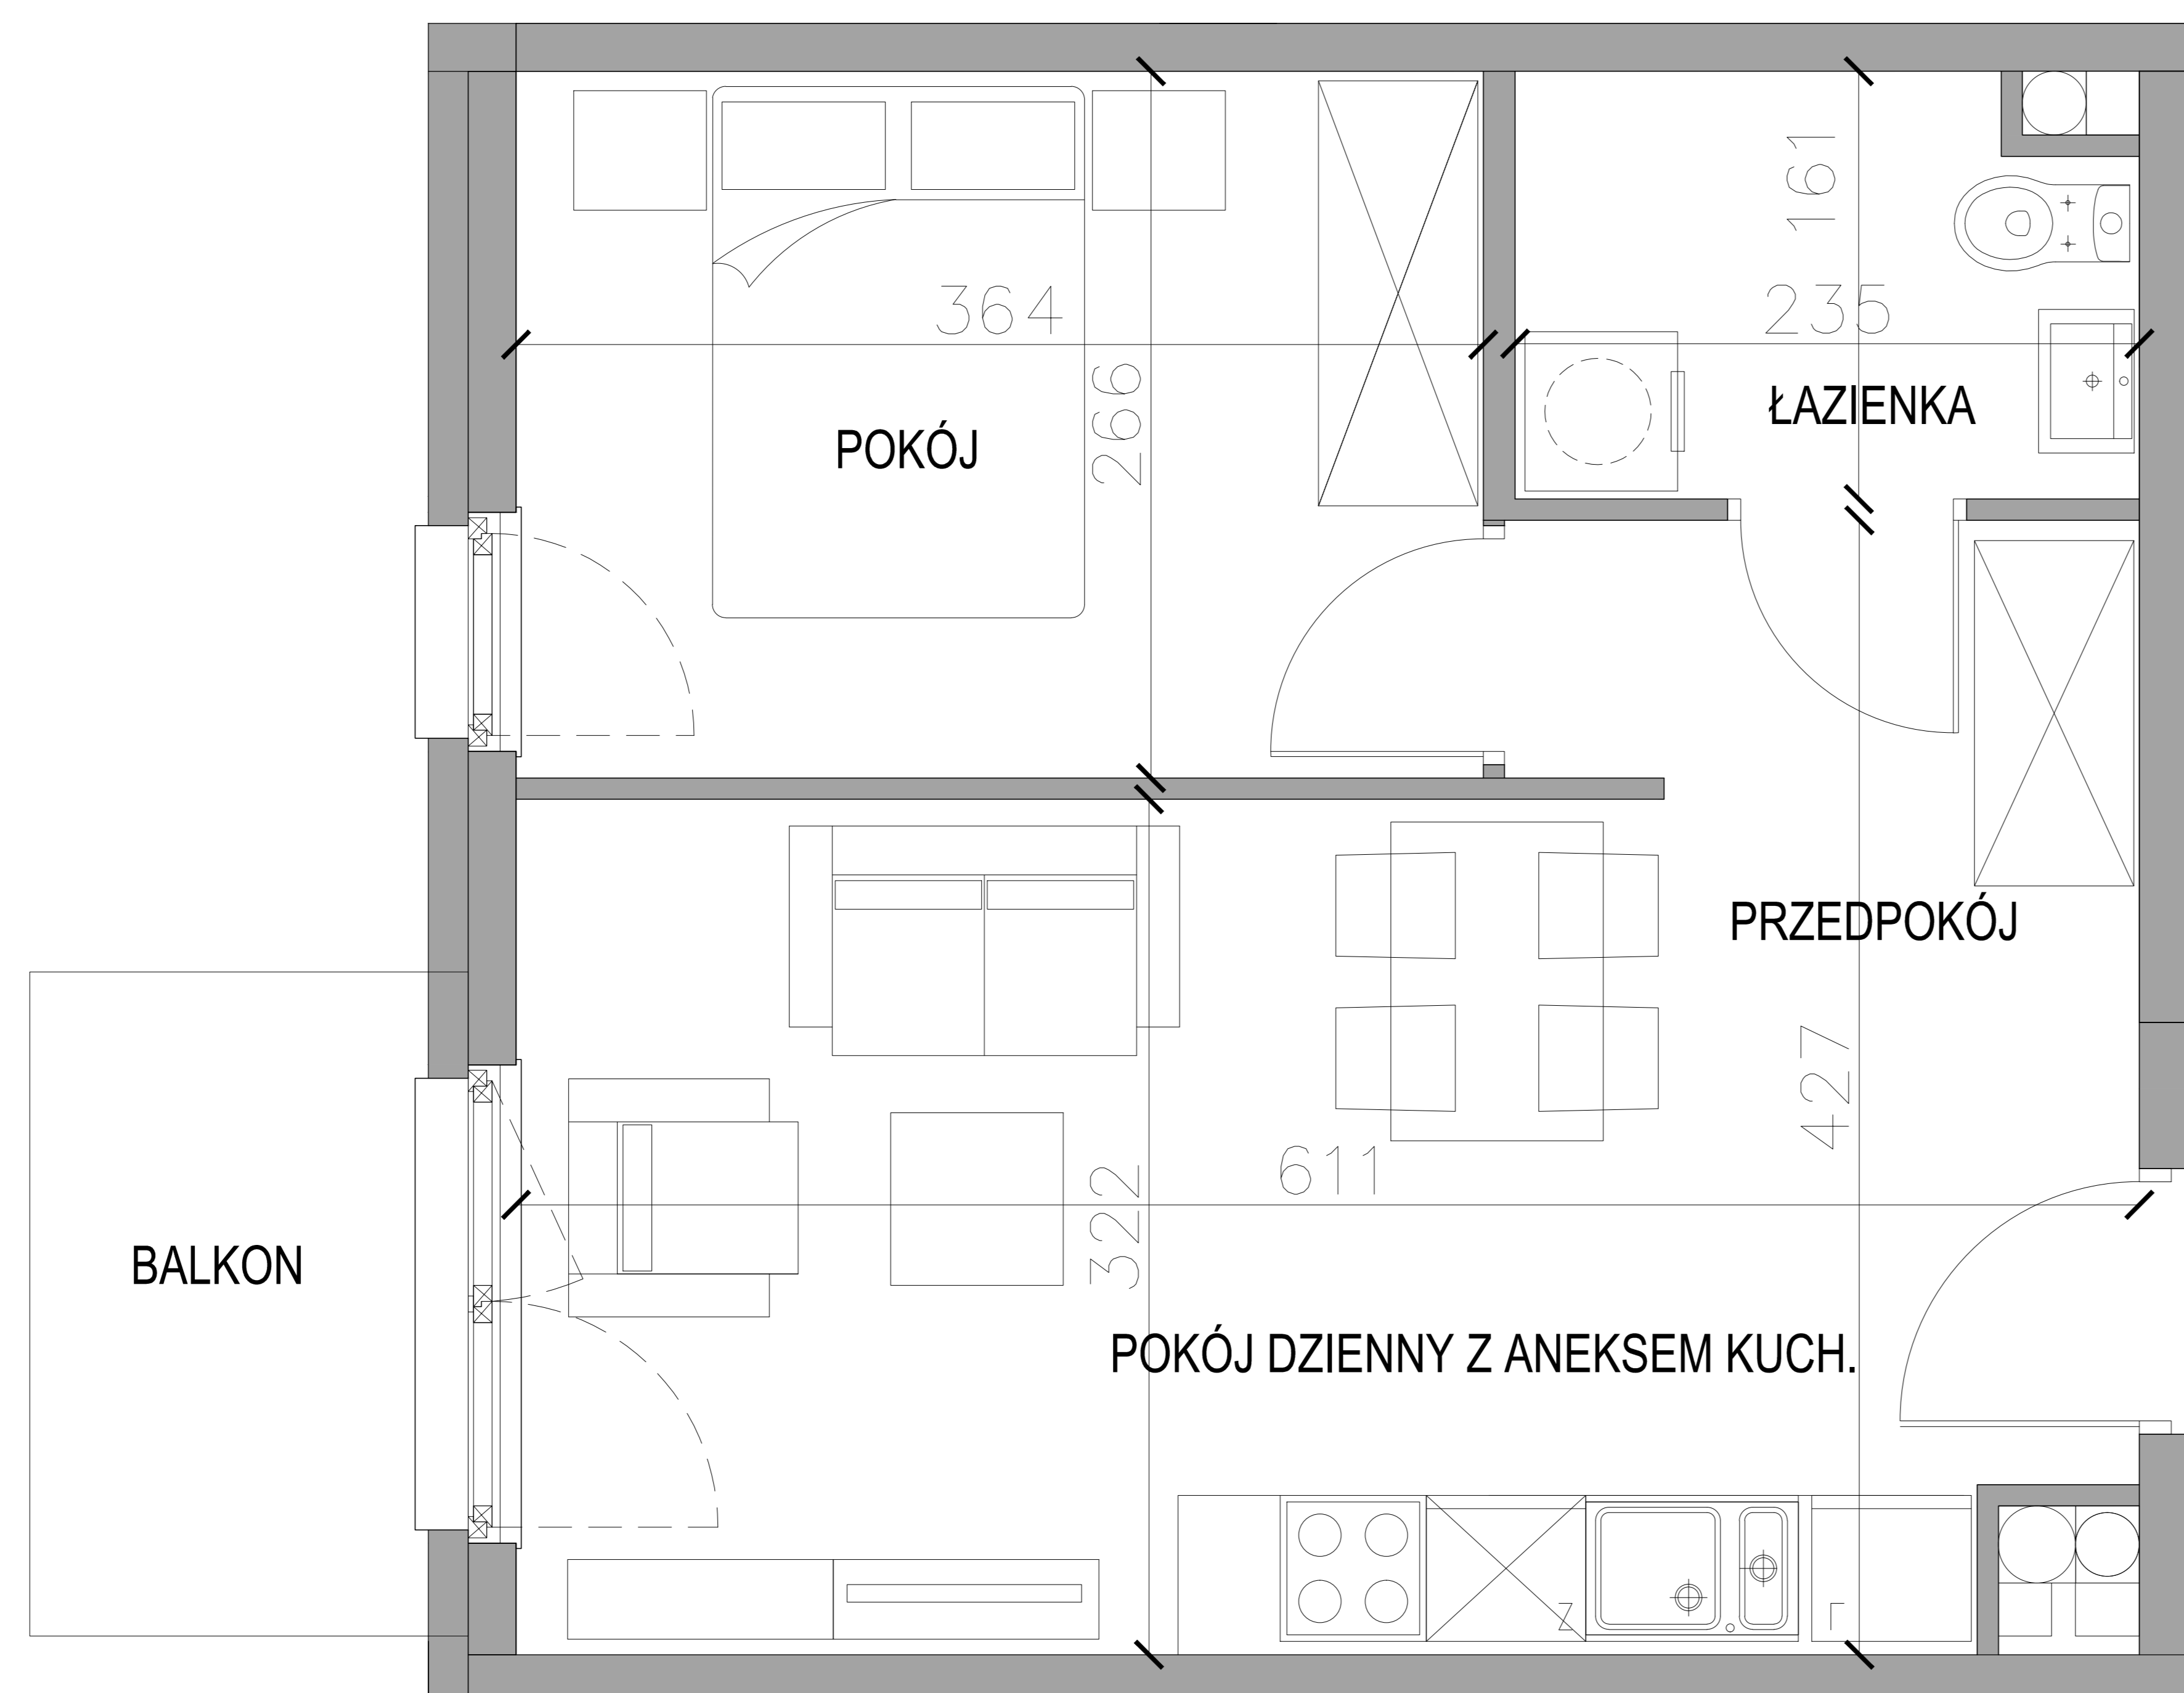 161
364
235
266
ŁAZIENKA
POKÓJ
PRZEDPOKÓJ
427
611
322
BALKON
POKÓJ DZIENNY Z ANEKSEM KUCH.
Z